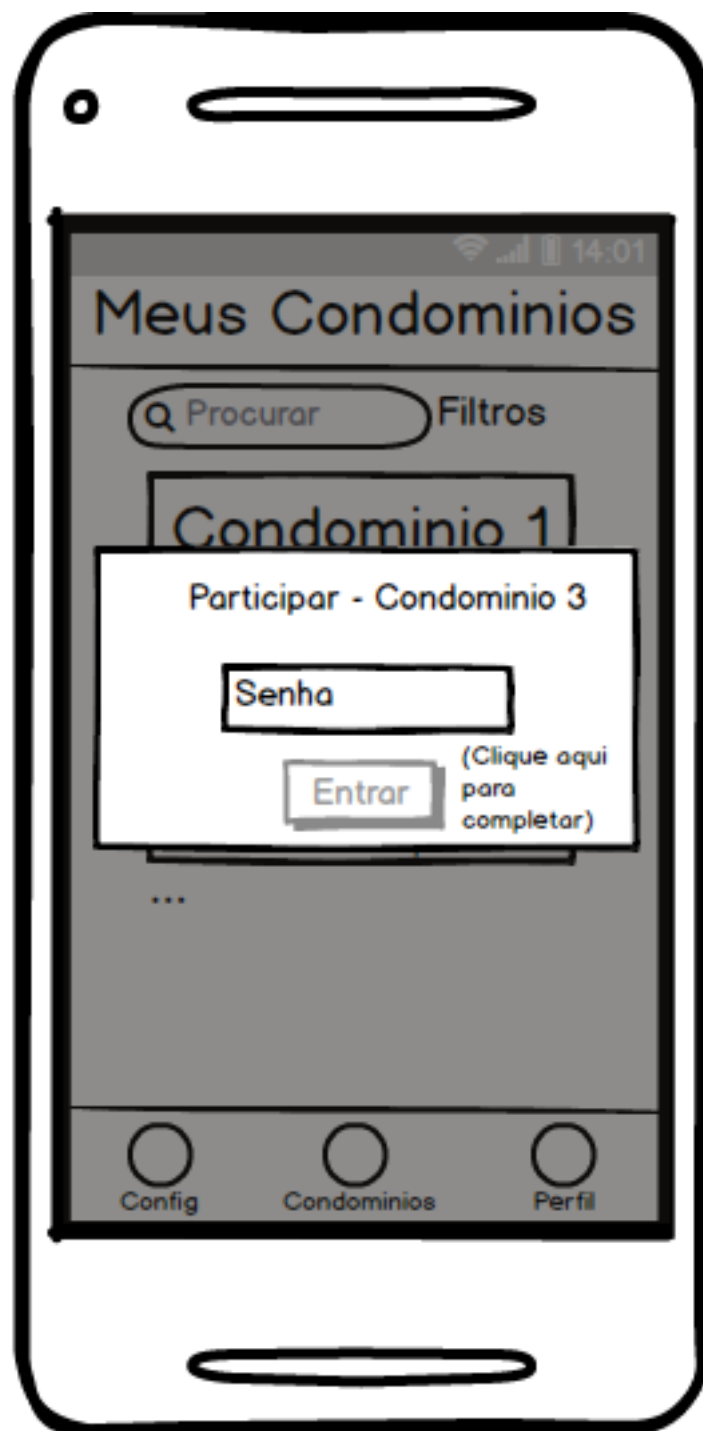 14:01
Meus Condominios
Procurar Filtros
Condominio 1
Participar - Condominio 3
Senha
Entrar
(Clique aqui
para
completar)
...
Config Condominios Perfil